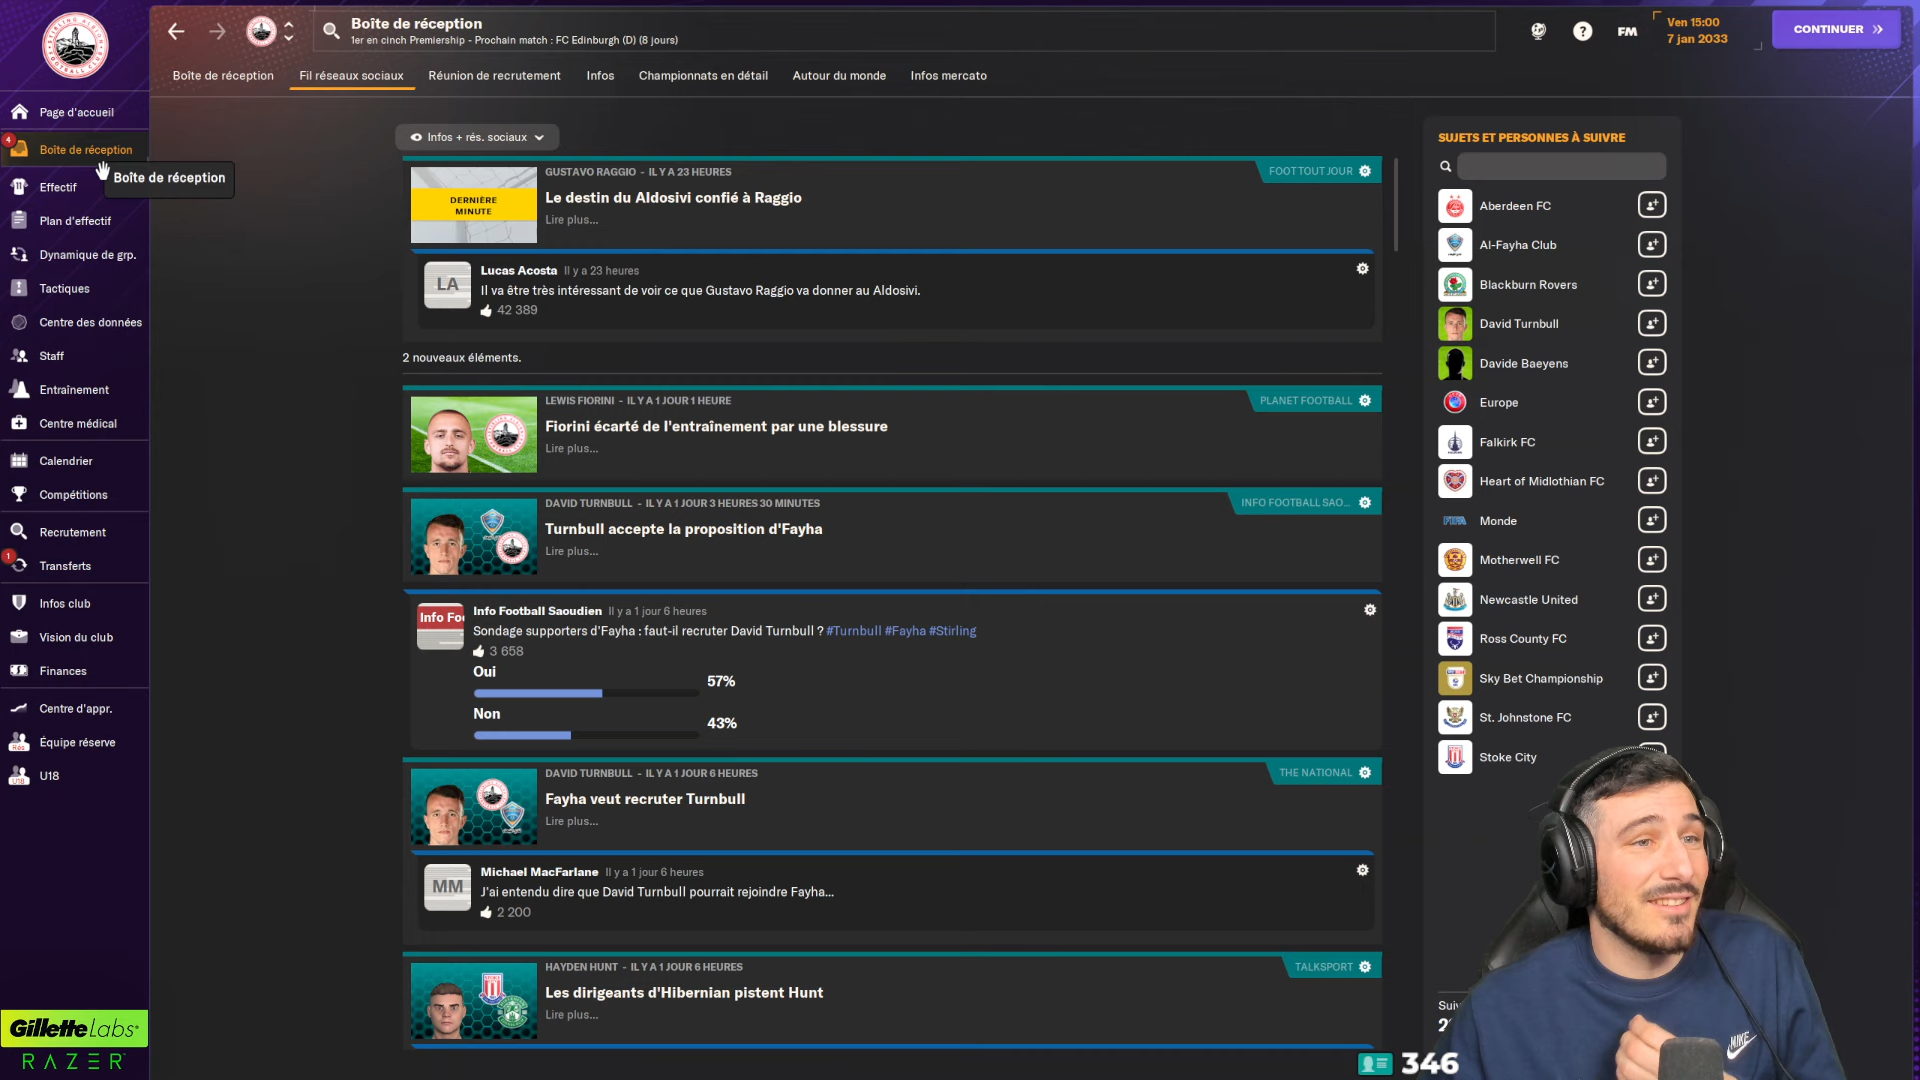 Boîte de réception
1er en cinch Premiership - Prochain match : FC Edinburgh (D) (8 jours)
FM
Ven 15:00
7 jan 2033
CONTINUER
Boîte de réception
Fil réseaux sociaux
Réunion de recrutement
Infos
Championnats en détail
Autour du monde
Infos mercato
Page d'accueil
4
Boîte de réception
Boîte de réception
Effectif
Plan d'effectif
Dynamique de grp.
Tactiques
Centre des données
Staff
Entraînement
Centre médical
Calendrier
Compétitions
Recrutement
1
Transferts
Infos club
Vision du club
Finances
Centre d'appr.
Équipe réserve
U18
GilletteLabs
RAZER
Infos + rés. sociaux
DERNIÈRE
MINUTE
GUSTAVO RAGGIO - IL Y A 23 HEURES
FOOT TOUT JOUR
Le destin du Aldosivi confié à Raggio
Lire plus...
LA
Lucas Acosta Il y a 23 heures
Il va être très intéressant de voir ce que Gustavo Raggio va donner au Aldosivi.
42 389
2 nouveaux éléments.
LEWIS FIORINI - IL Y A 1 JOUR 1 HEURE
PLANET FOOTBALL
Fiorini écarté de l'entraînement par une blessure
Lire plus...
DAVID TURNBULL - IL Y A 1 JOUR 3 HEURES 30 MINUTES
INFO FOOTBALL SAO...
Turnbull accepte la proposition d'Fayha
Lire plus...
Info Foo
Info Football Saoudien Il y a 1 jour 6 heures
Sondage supporters d'Fayha : faut-il recruter David Turnbull ? #Turnbull #Fayha #Stirling
3 658
Oui
57%
Non
43%
DAVID TURNBULL - IL Y A 1 JOUR 6 HEURES
THE NATIONAL
Fayha veut recruter Turnbull
Lire plus...
MM
Michael MacFarlane Il y a 1 jour 6 heures
J'ai entendu dire que David Turnbull pourrait rejoindre Fayha...
2 200
HAYDEN HUNT - IL Y A 1 JOUR 6 HEURES
TALKSPORT
Les dirigeants d'Hibernian pistent Hunt
Lire plus...
SUJETS ET PERSONNES À SUIVRE
Aberdeen FC
Al-Fayha Club
Blackburn Rovers
David Turnbull
Davide Baeyens
Europe
Falkirk FC
Heart of Midlothian FC
FIFA
Monde
Motherwell FC
Newcastle United
Ross County FC
Sky Bet Championship
St. Johnstone FC
Stoke City
346
NIKE